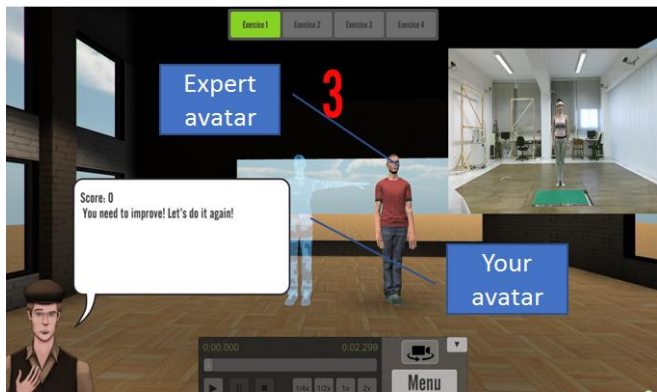 Exercise 1 Exercise 2 Exercise 3 Exercise 4
Expert
avatar
3
Score: 0
You need to improve! Let's do it again!
Your
avatar
0:00.000 0:02.299
1/4x 1/2x 1x 2x
Menu